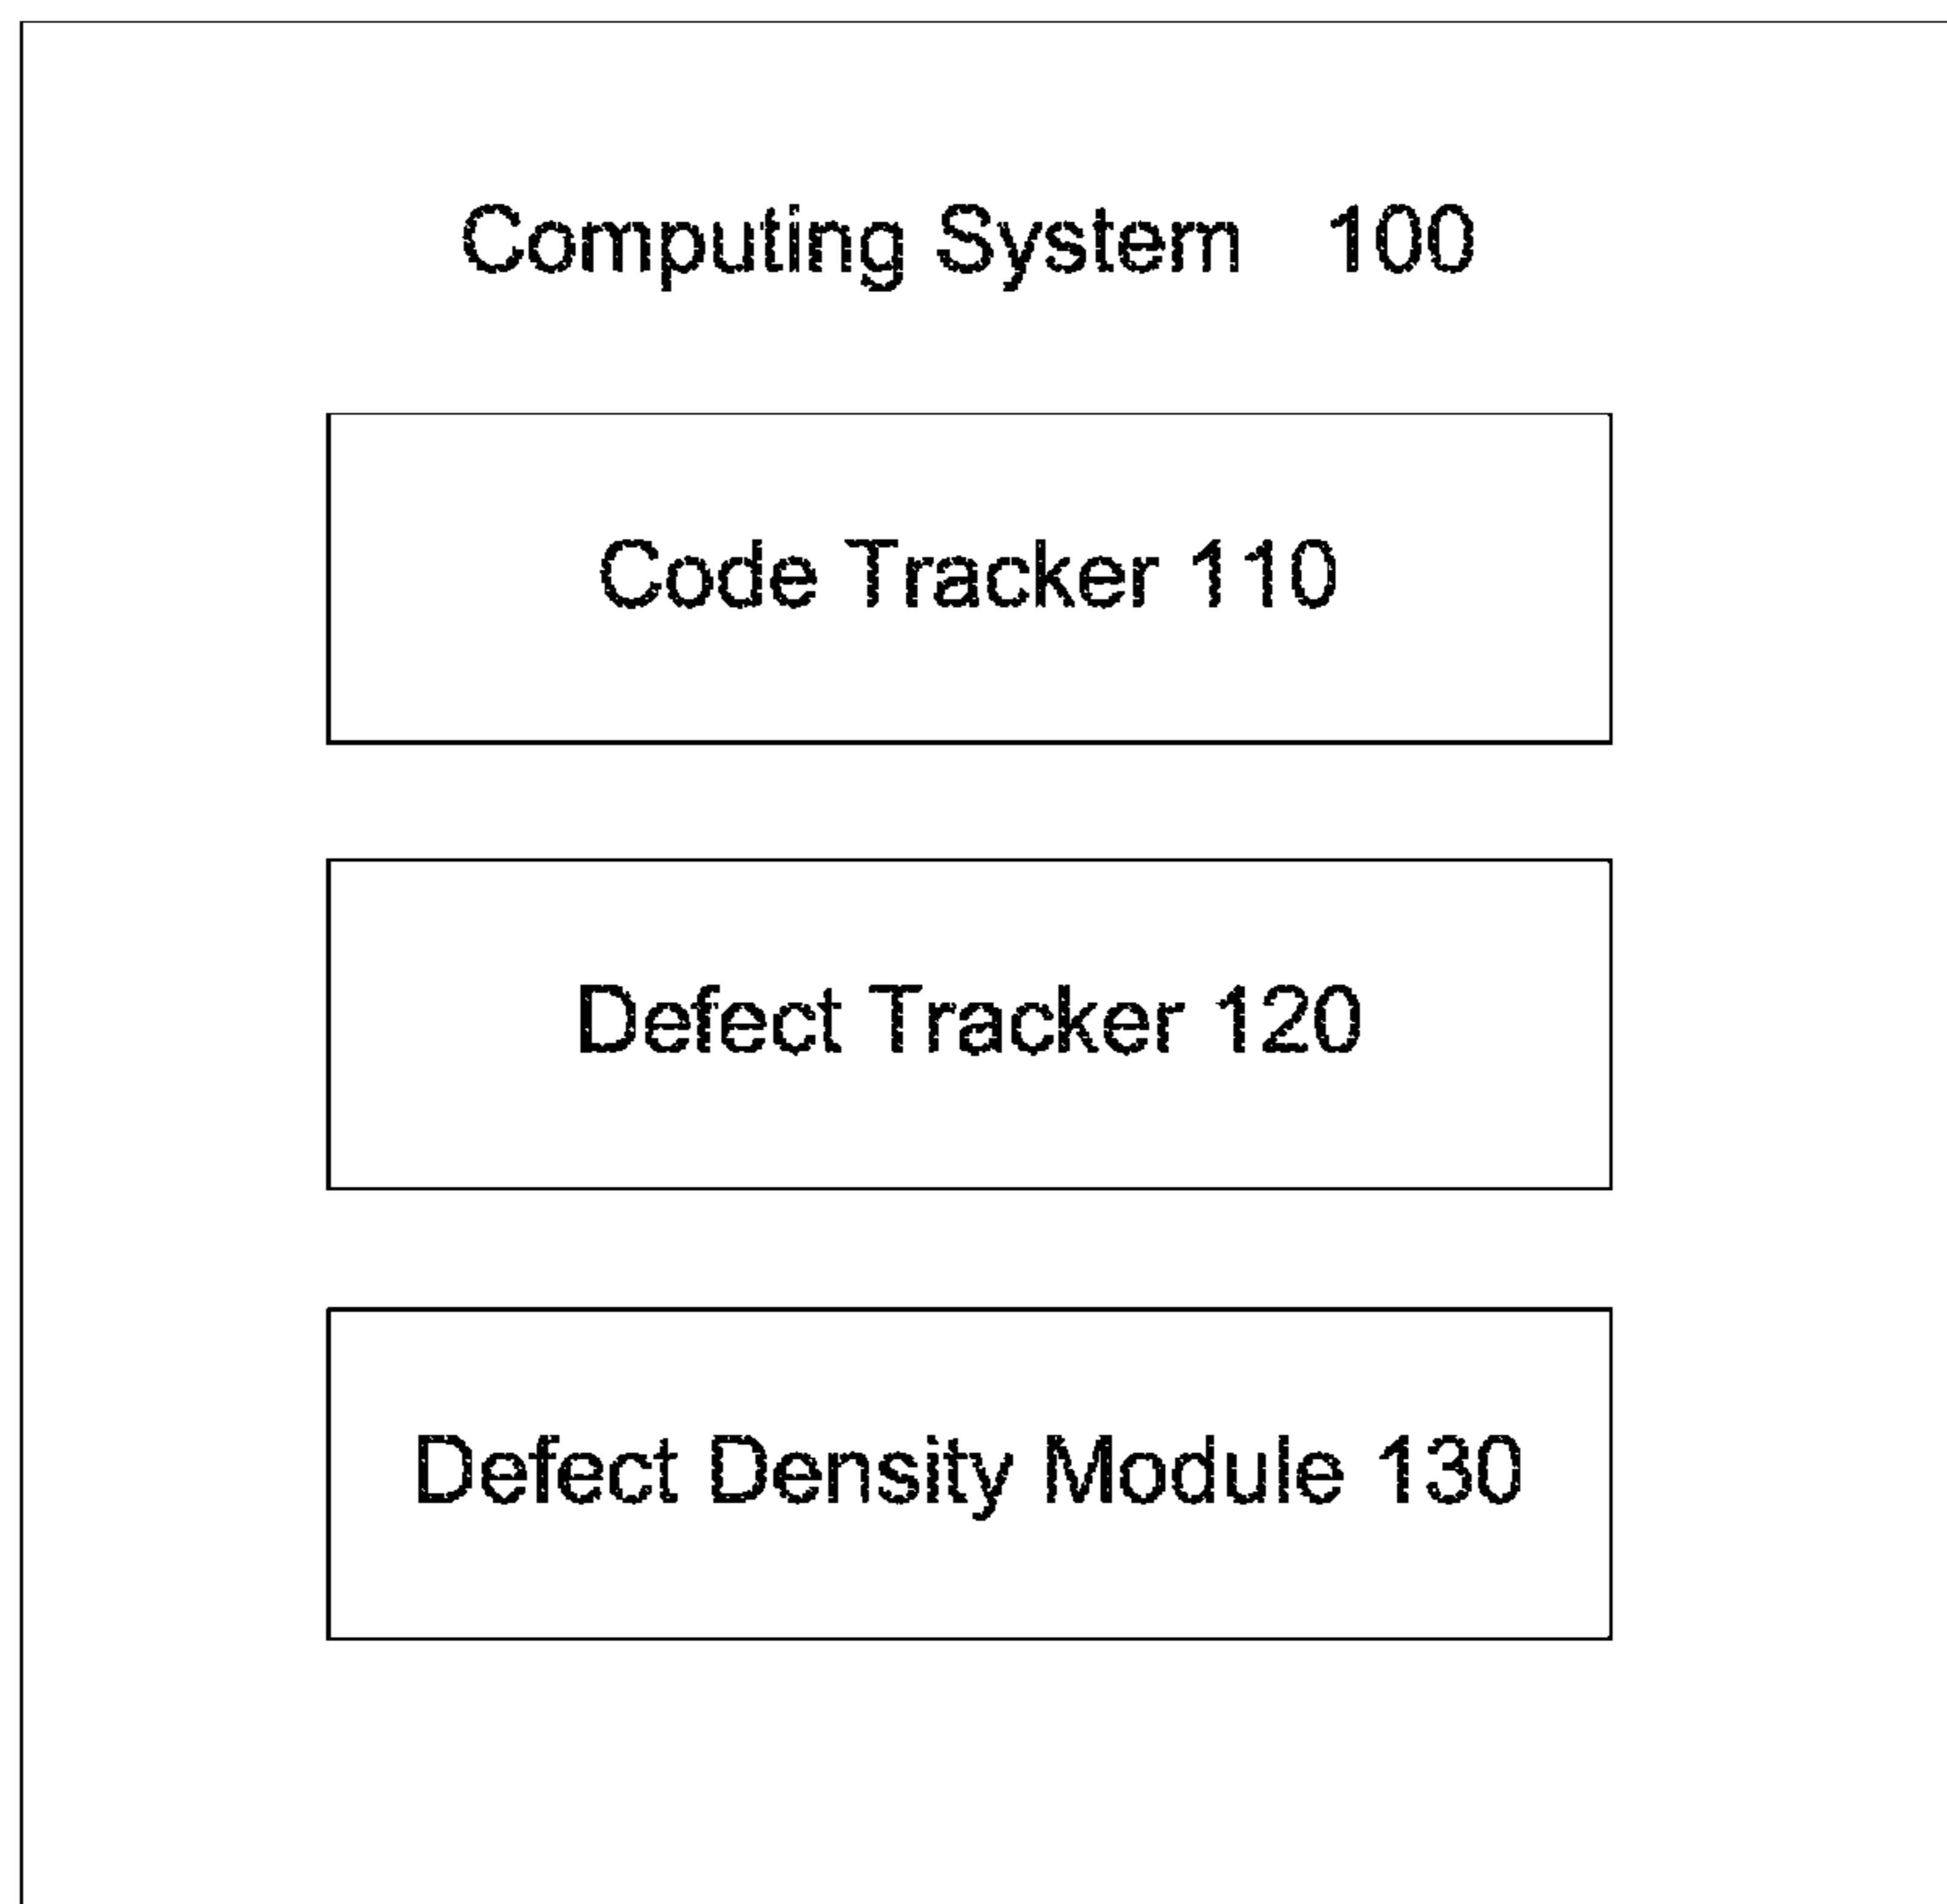 Computing System 100
Code Tracker 110
Defect Tracker 120
Defect Density Module 130